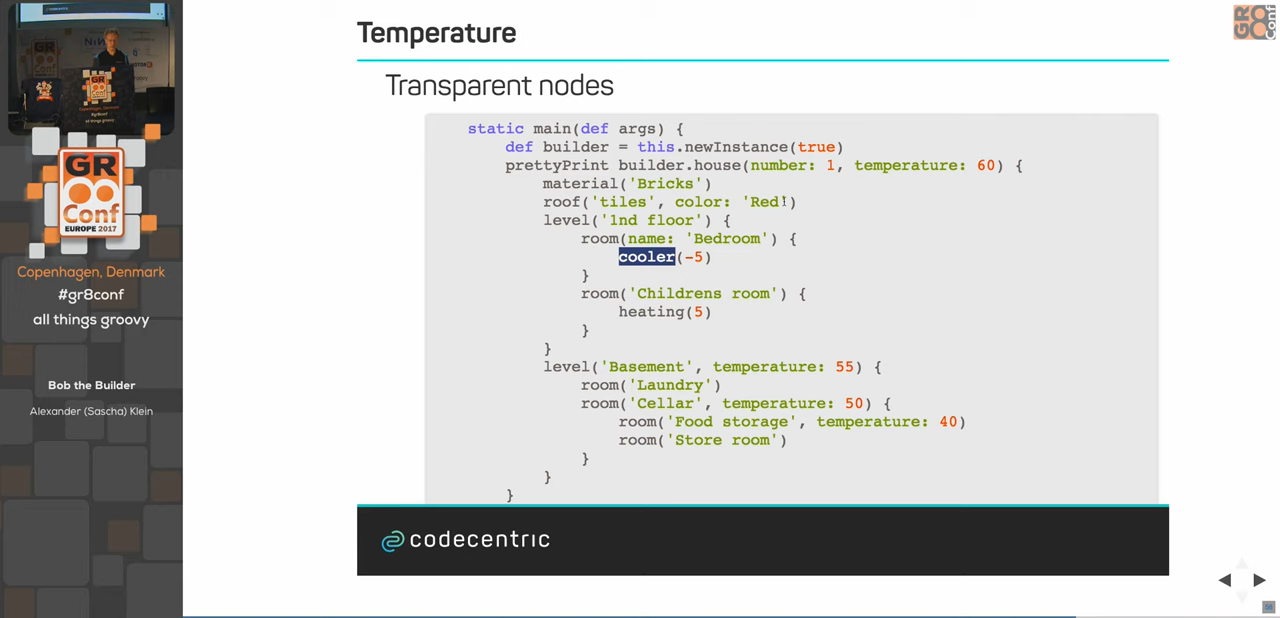 Temperature
Transparent nodes
static main(def args) {
def builder = this.newInstance(true)
prettyPrint builder.house(number: 1, temperature: 60) {
material('Bricks')
roof('tiles', color: 'Red')
level('1nd floor') {
room(name: 'Bedroom') {
cooler(-5)
}
room('Childrens room') {
heating(5)
}
}
level('Basement', temperature: 55) {
room('Laundry')
room('Cellar', temperature: 50) {
room('Food storage', temperature: 40)
room('Store room')
}
}
}
codecentric
GR
Conf
EUROPE 2017
Copenhagen, Denmark
#gr8conf
all things groovy
Bob the Builder
Alexander (Sascha) Klein
GR
Conf